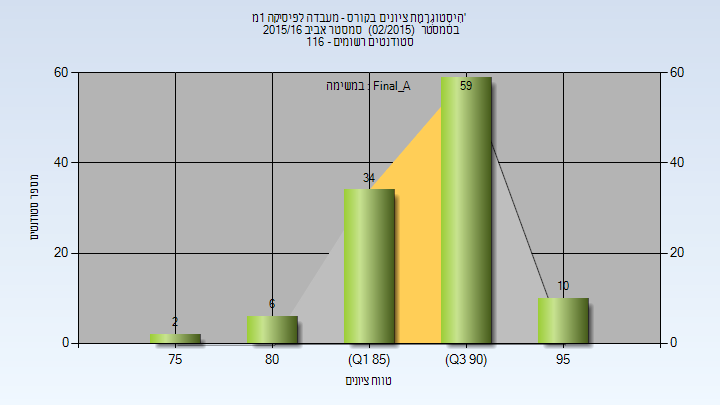 היסטוגרמת ציונים בקורס - מעבדה לפיסיקה 1מ'
בסמסטר (02/2015) סמסטר אביב 2015/16
סטודנטים רשומים - 116
במשימה : Final_A
60
40
20
0
60
40
20
0
2
6
34
59
10
75
80
(Q1 85)
(Q3 90)
95
מספר סטודנטים
טווח ציונים